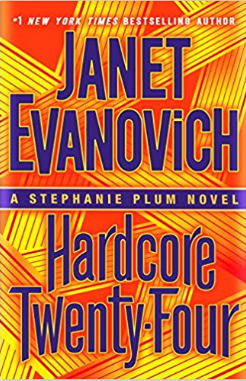 #1 NEW YORK TIMES BESTSELLING AUTHOR
JANET
EVANOViCH
A STEPHANIE PLUM NOVEL
Hardcore
Twenty-Four